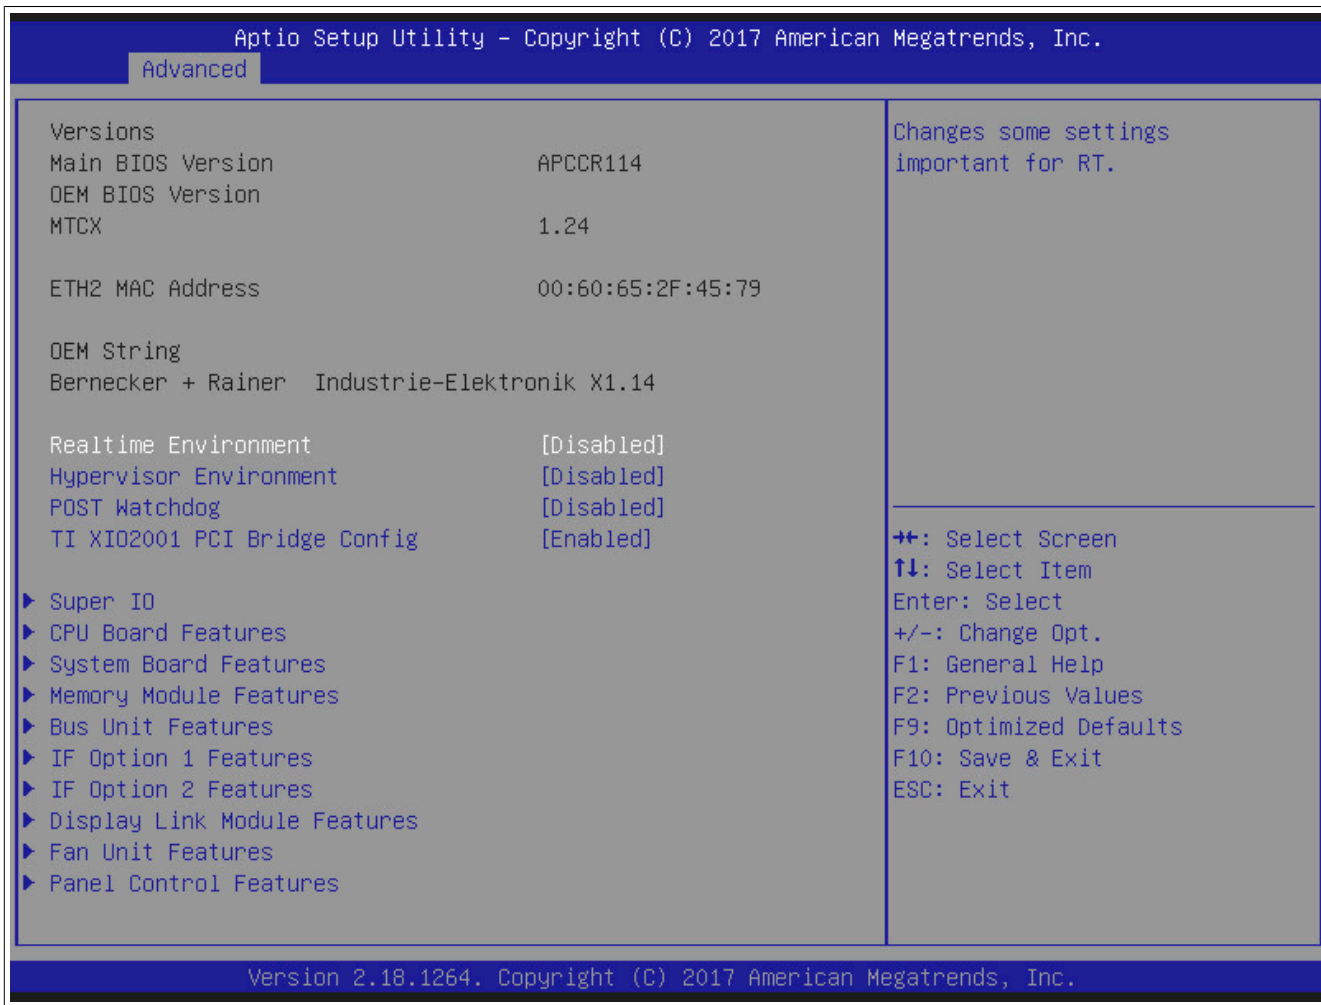 Aptio Setup Utility – Copyright (C) 2017 American Megatrends, Inc.
Advanced
Versions
Main BIOS Version APCCR114
OEM BIOS Version
MTCX 1.24
ETH2 MAC Address 00:60:65:2F:45:79
OEM String
Bernecker + Rainer Industrie-Elektronik X1.14
Realtime Environment [Disabled]
Hypervisor Environment [Disabled]
POST Watchdog [Disabled]
TI XIO2001 PCI Bridge Config [Enabled]
Super IO
CPU Board Features
System Board Features
Memory Module Features
Bus Unit Features
IF Option 1 Features
IF Option 2 Features
Display Link Module Features
Fan Unit Features
Panel Control Features
Changes some settings
important for RT.
→←: Select Screen
↑↓: Select Item
Enter: Select
+/-: Change Opt.
F1: General Help
F2: Previous Values
F9: Optimized Defaults
F10: Save & Exit
ESC: Exit
Version 2.18.1264. Copyright (C) 2017 American Megatrends, Inc.